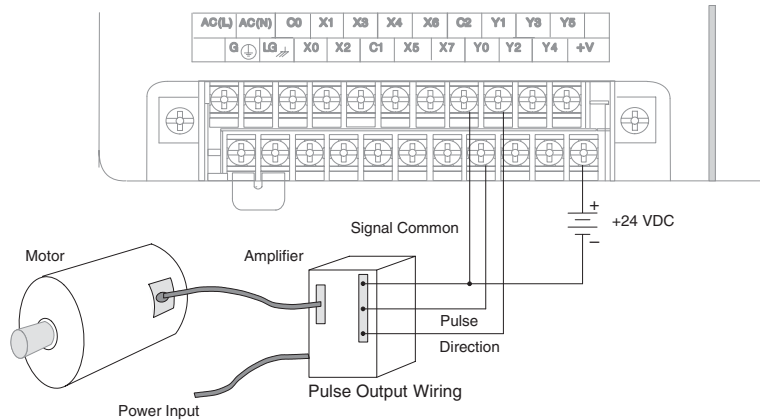 AC(L) AC(N) C0 X1 X3 X4 X6 C2 Y1 Y3 Y5
G LG X0 X2 C1 X5 X7 Y0 Y2 Y4 +V
+
+24 VDC
–
Signal Common
Motor
Amplifier
Pulse
Direction
Pulse Output Wiring
Power Input